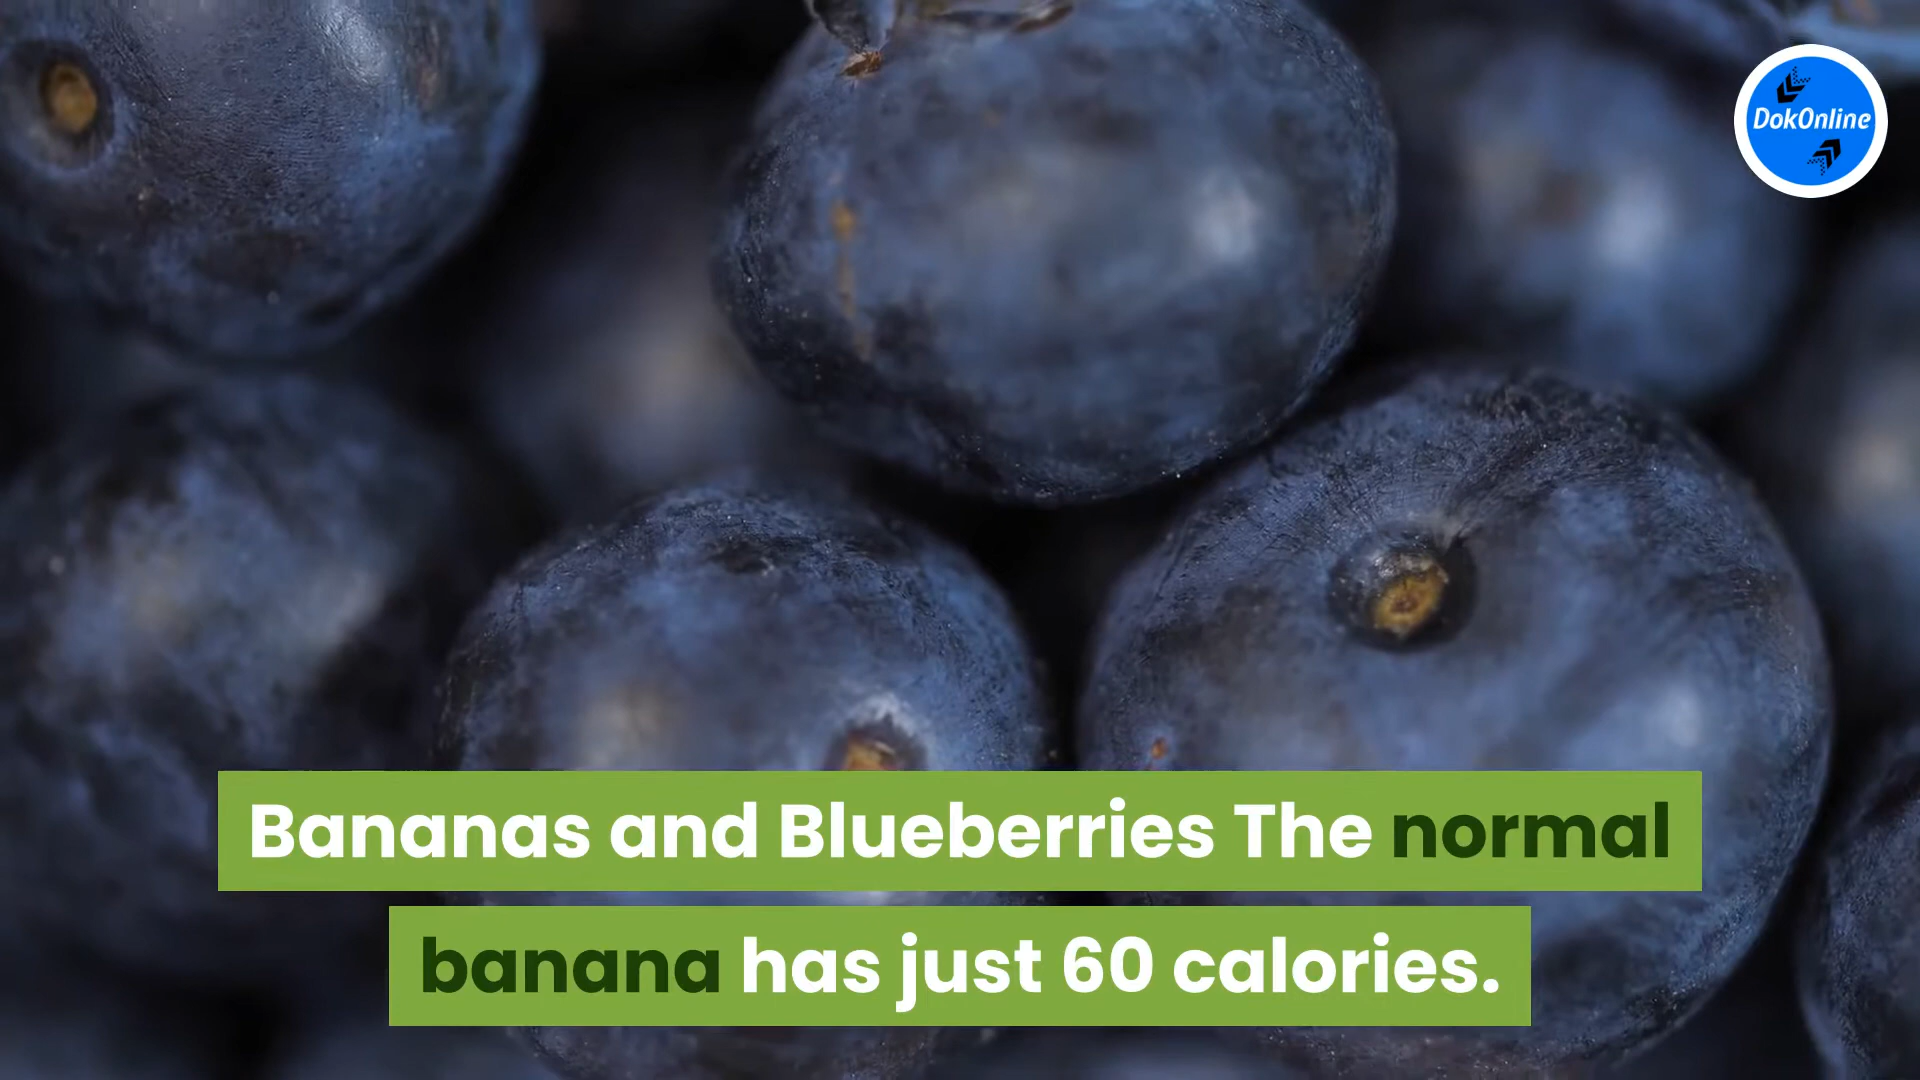 DokOnline
Bananas and Blueberries The normal
banana has just 60 calories.